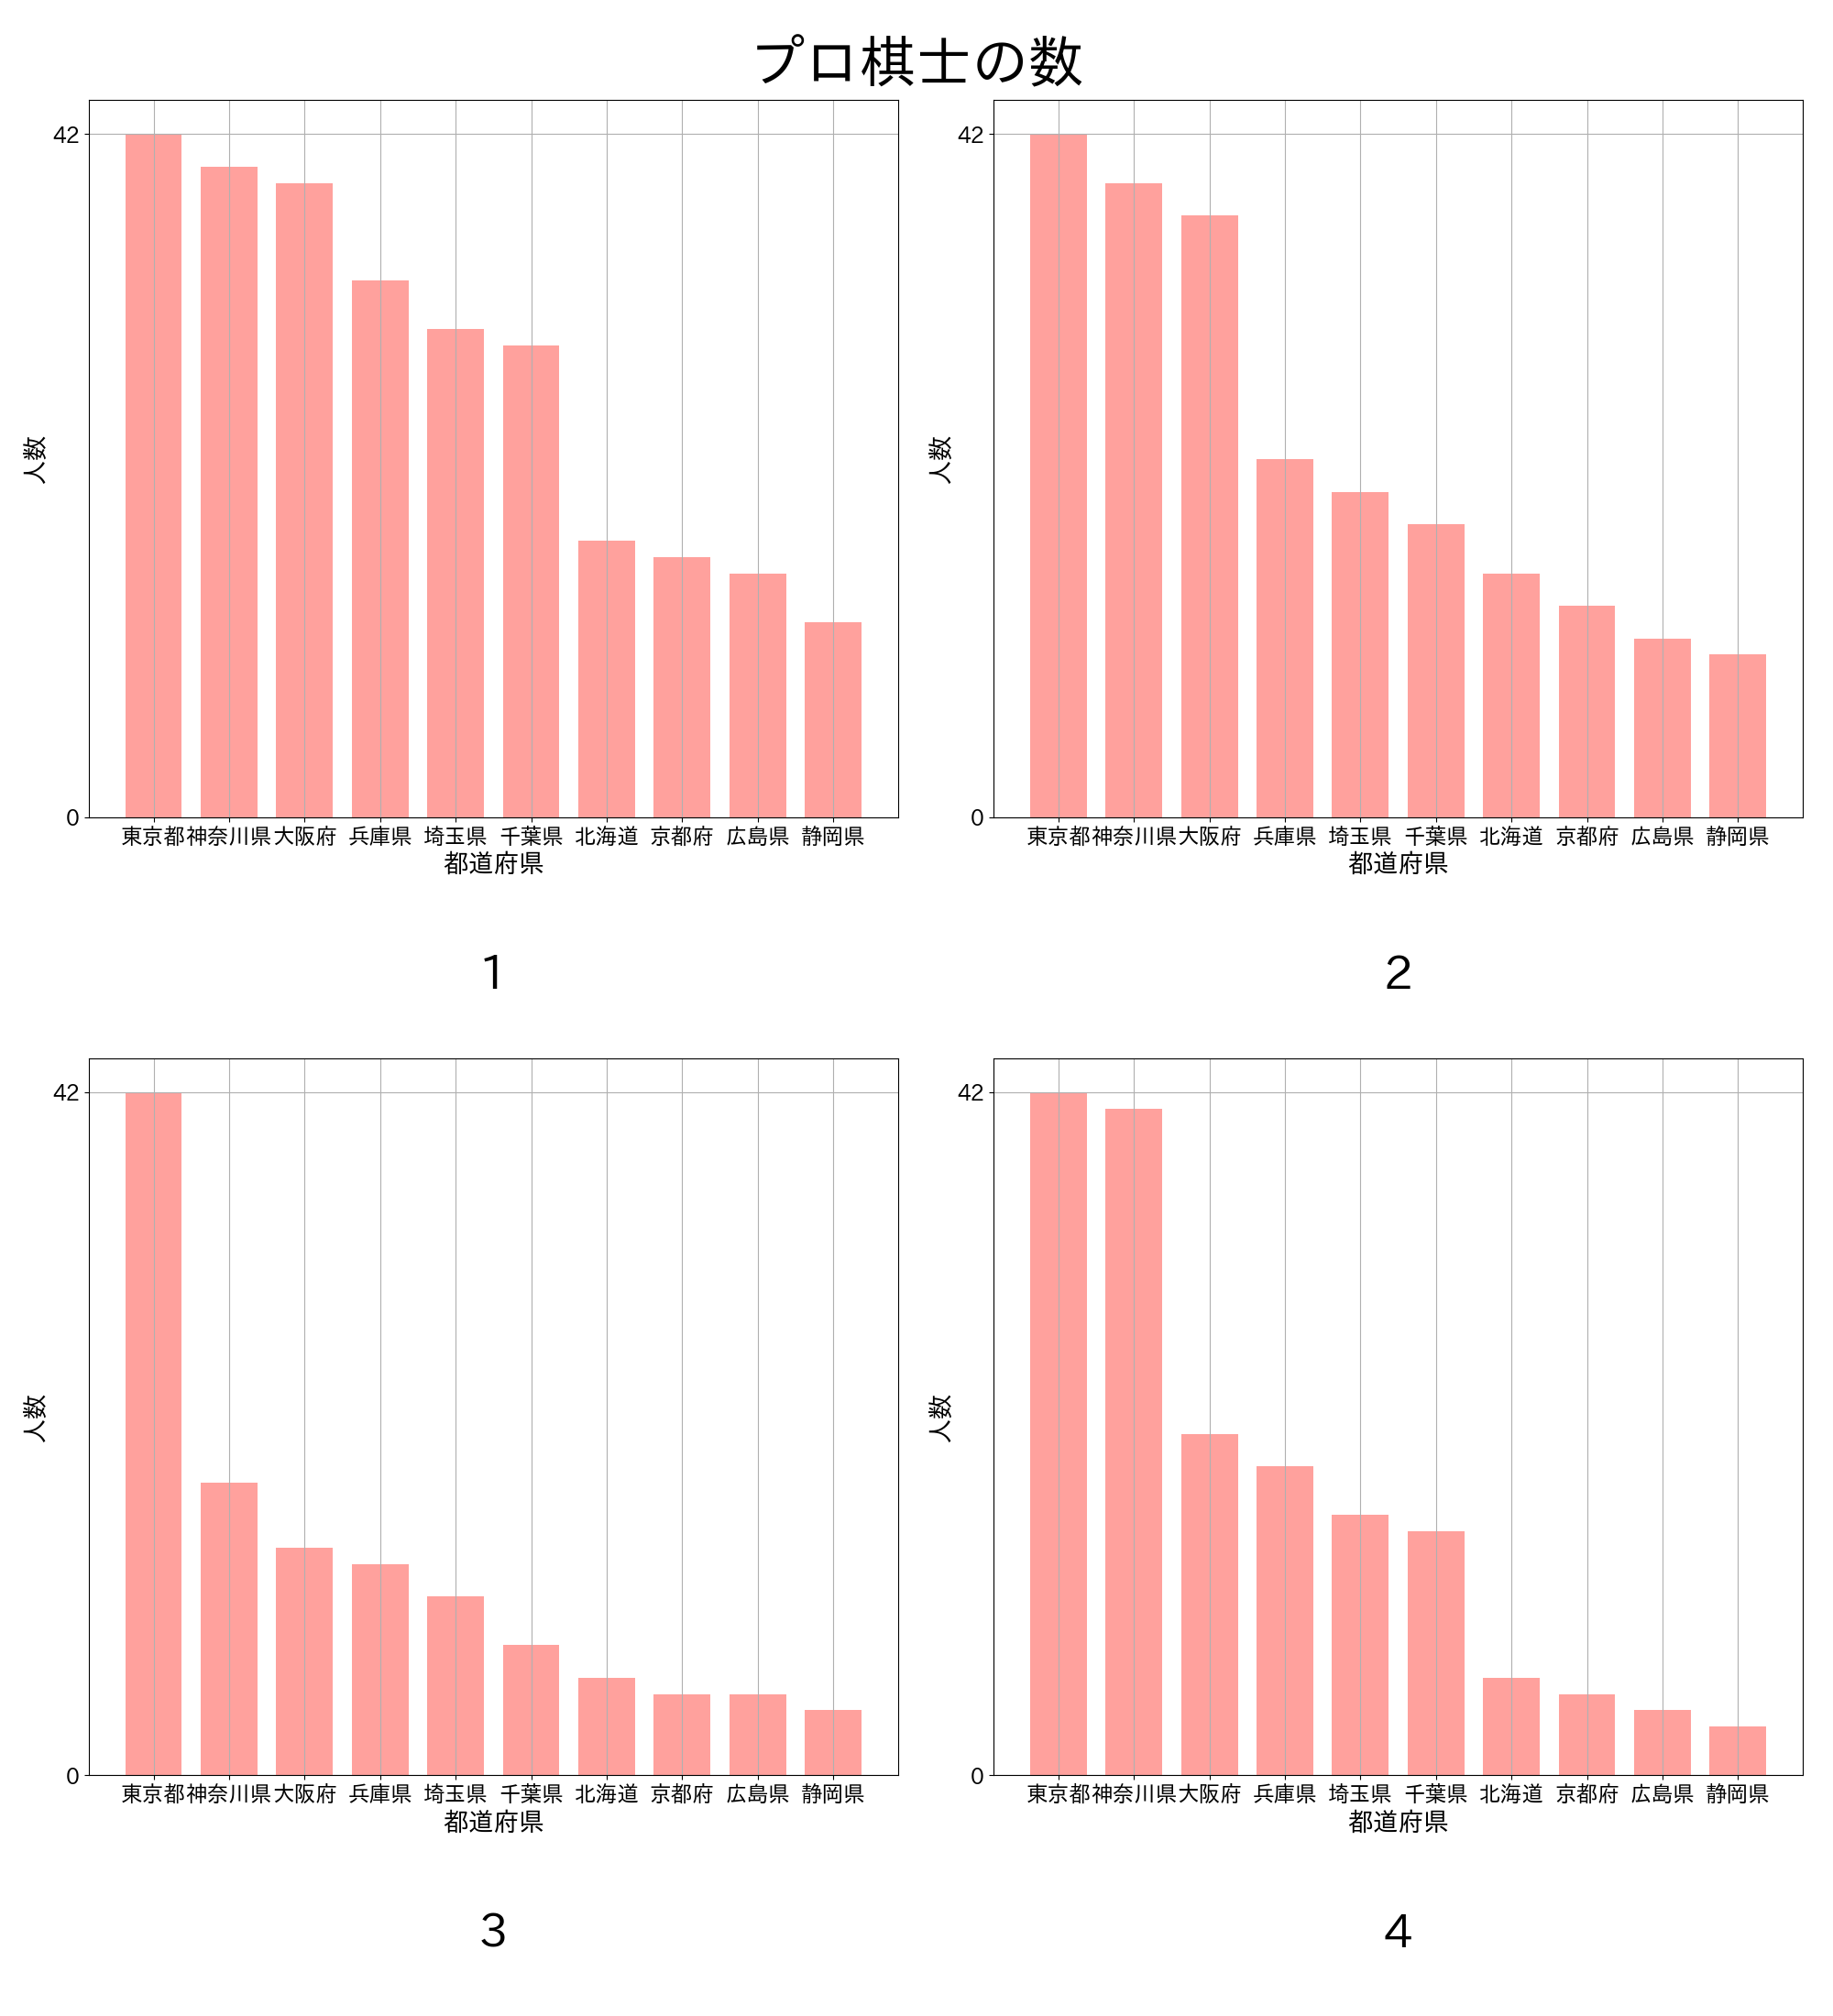 プロ棋士の数
人数
42
0
東京都 神奈川県 大阪府 兵庫県 埼玉県 千葉県 北海道 京都府 広島県 静岡県
都道府県
1
人数
42
0
東京都 神奈川県 大阪府 兵庫県 埼玉県 千葉県 北海道 京都府 広島県 静岡県
都道府県
2
人数
42
0
東京都 神奈川県 大阪府 兵庫県 埼玉県 千葉県 北海道 京都府 広島県 静岡県
都道府県
3
人数
42
0
東京都 神奈川県 大阪府 兵庫県 埼玉県 千葉県 北海道 京都府 広島県 静岡県
都道府県
4